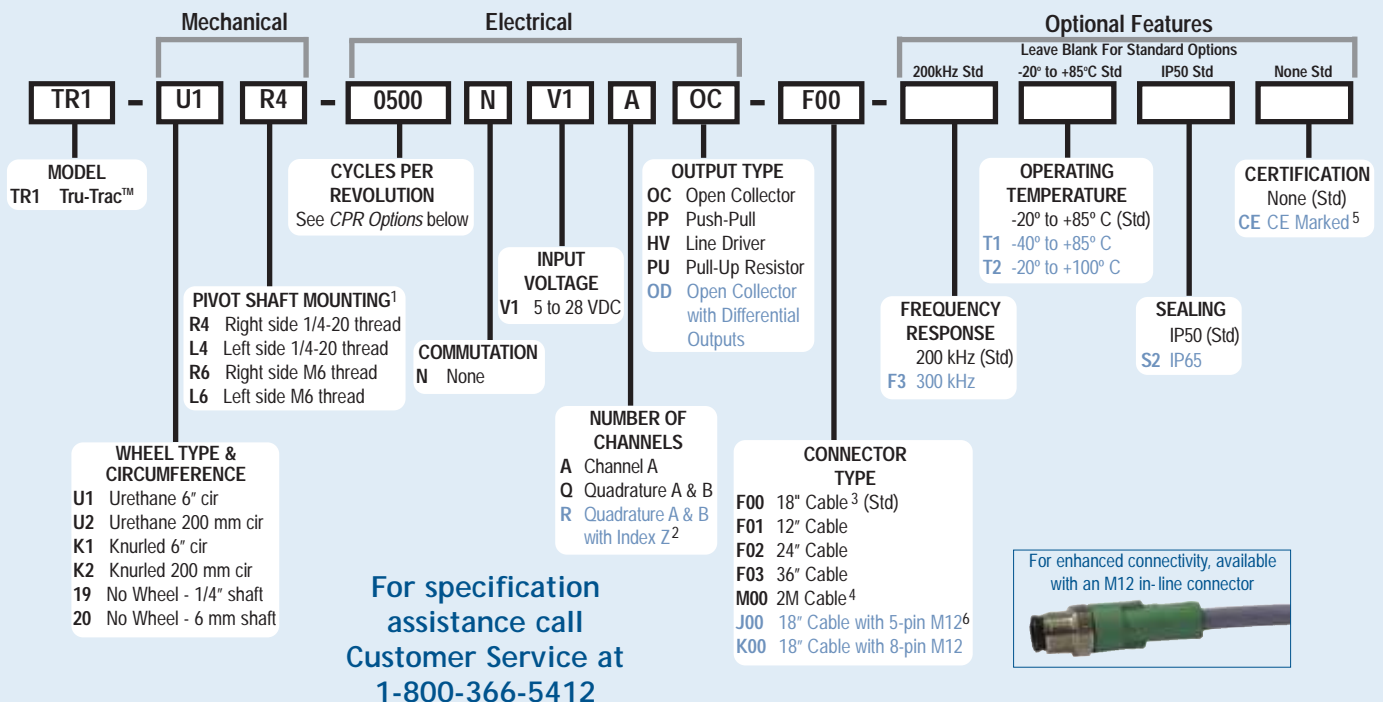 Mechanical
Electrical
Optional Features
Leave Blank For Standard Options
200kHz Std
-20° to +85°C Std
IP50 Std
None Std
TR1 - U1 R4 - 0500 N V1 A OC - F00 -
MODEL
TR1 Tru-Trac™
CYCLES PER
REVOLUTION
See CPR Options below
OUTPUT TYPE
OC Open Collector
PP Push-Pull
HV Line Driver
PU Pull-Up Resistor
OD Open Collector
with Differential
Outputs
OPERATING
TEMPERATURE
-20° to +85° C (Std)
T1 -40° to +85° C
T2 -20° to +100° C
CERTIFICATION
None (Std)
CE CE Marked 5
INPUT
VOLTAGE
V1 5 to 28 VDC
PIVOT SHAFT MOUNTING1
R4 Right side 1/4-20 thread
L4 Left side 1/4-20 thread
R6 Right side M6 thread
L6 Left side M6 thread
FREQUENCY
RESPONSE
200 kHz (Std)
F3 300 kHz
SEALING
IP50 (Std)
S2 IP65
COMMUTATION
N None
NUMBER OF
CHANNELS
A Channel A
Q Quadrature A & B
R Quadrature A & B
with Index Z2
WHEEL TYPE &
CIRCUMFERENCE
U1 Urethane 6" cir
U2 Urethane 200 mm cir
K1 Knurled 6" cir
K2 Knurled 200 mm cir
19 No Wheel - 1/4" shaft
20 No Wheel - 6 mm shaft
CONNECTOR
TYPE
F00 18" Cable 3 (Std)
F01 12" Cable
F02 24" Cable
F03 36" Cable
M00 2M Cable4
J00 18" Cable with 5-pin M126
K00 18" Cable with 8-pin M12
For enhanced connectivity, available
with an M12 in-line connector
For specification
assistance call
Customer Service at
1-800-366-5412